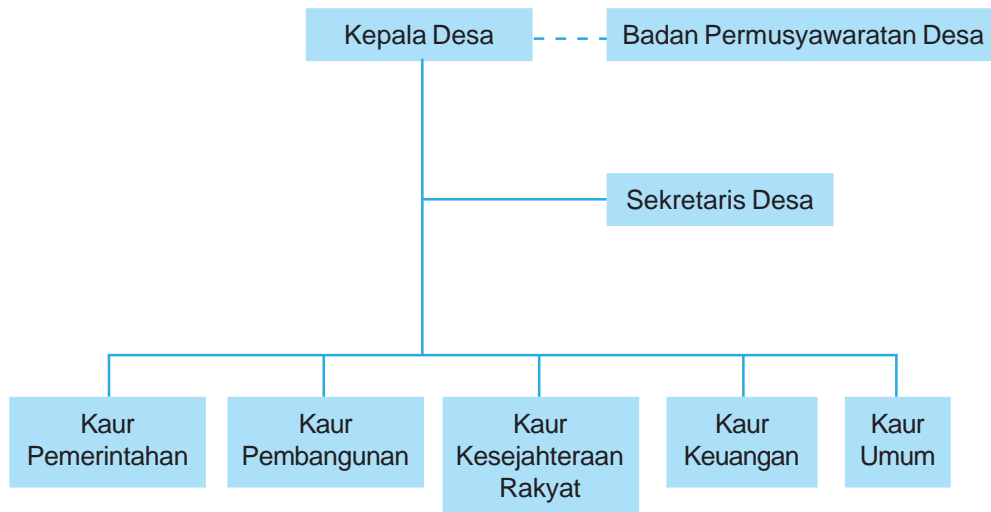 Kepala Desa
Badan Permusyawaratan Desa
Sekretaris Desa
Kaur
Pemerintahan
Kaur
Pembangunan
Kaur
Kesejahteraan
Rakyat
Kaur
Keuangan
Kaur
Umum